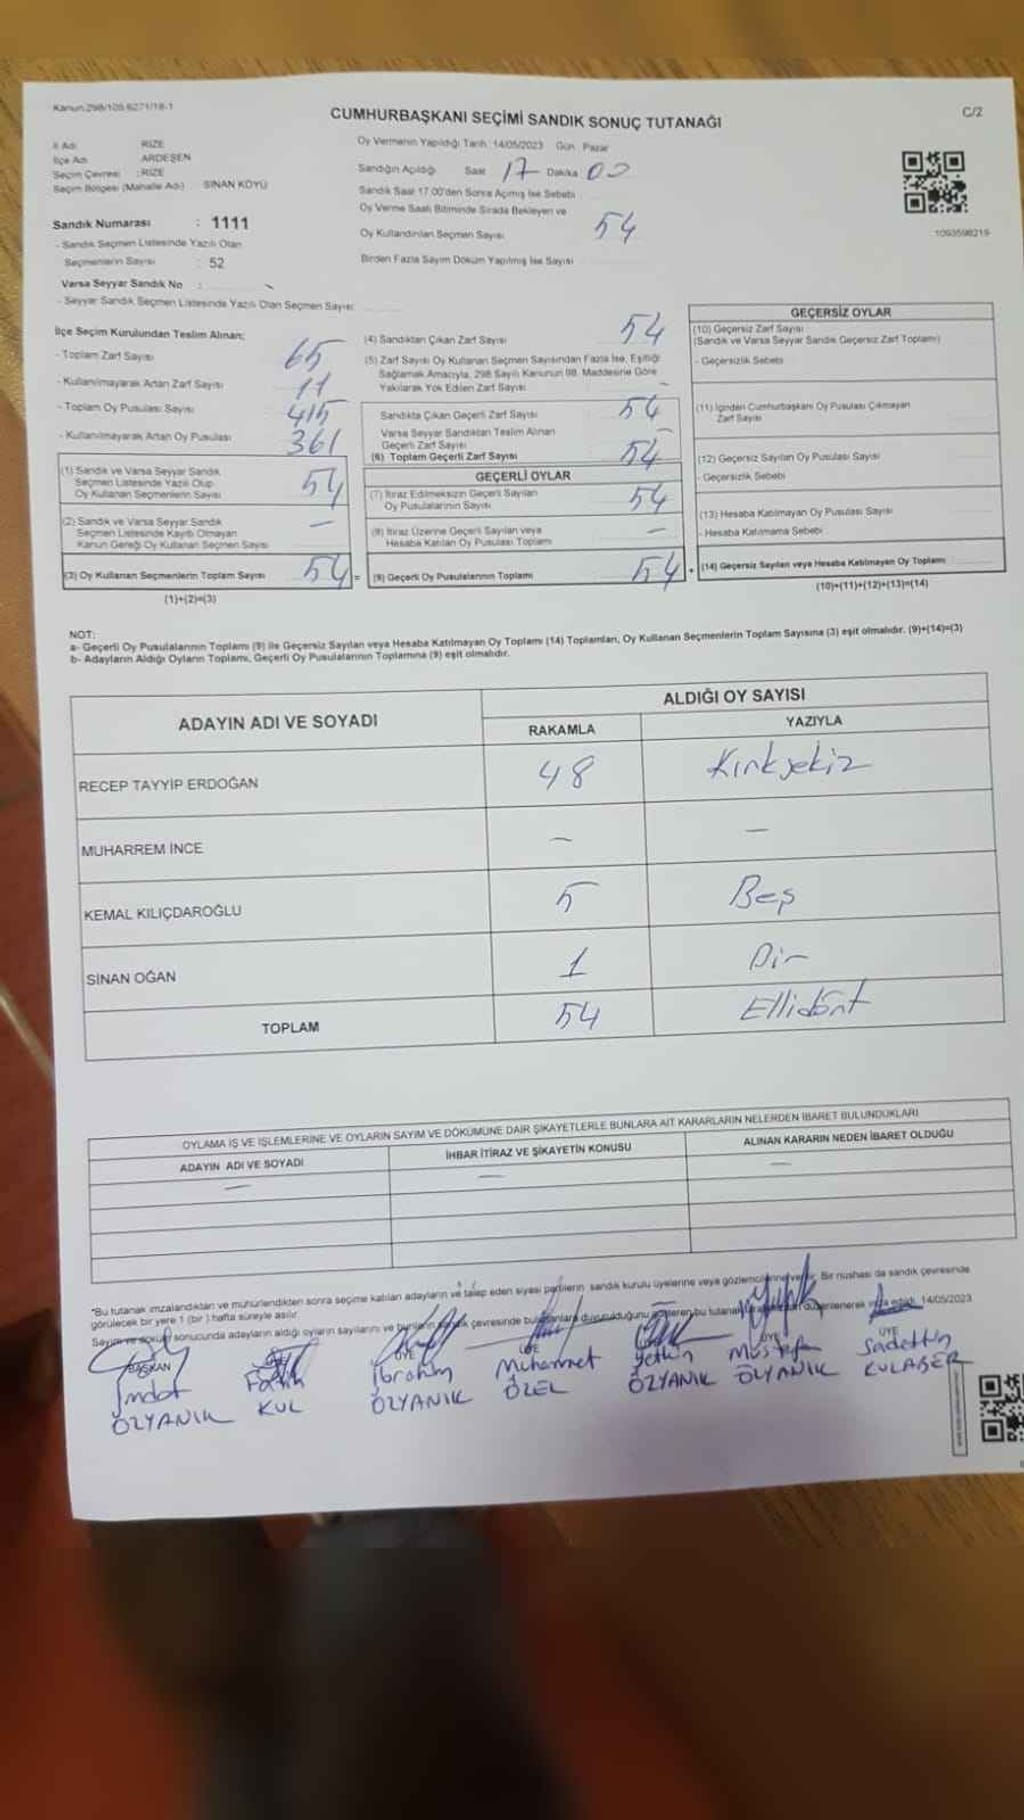 Kanun:298/105 6271/18-1
CUMHURBAŞKANI SEÇİMİ SANDIK SONUÇ TUTANAĞI
C/2
İl Adı RİZE
İlçe Adı ARDEŞEN
Seçim Çevresi :RİZE
Seçim Bölgesi (Mahalle Adı) SİNAN KÖYÜ
Sandık Numarası : 1111
- Sandık Seçmen Listesinde Yazılı Olan
Seçmenlerin Sayısı : 52
Varsa Seyyar Sandık No :
- Seyyar Sandık Seçmen Listesinde Yazılı Olan Seçmen Sayısı
Oy Vermenin Yapıldığı Tarih :14/05/2023 Gün: Pazar
Sandığın Açıldığı Saat 17 Dakika 00
Sandık Saat 17.00'den Sonra Açılmış İse Sebebi
Oy Verme Saati Bitiminde Sırada Bekleyen ve
Oy Kullandırılan Seçmen Sayısı 54
Birden Fazla Sayım Döküm Yapılmış İse Sayısı
1093598219
İlçe Seçim Kurulundan Teslim Alınan;
- Toplam Zarf Sayısı 65
- Kullanılmayarak Artan Zarf Sayısı 11
- Toplam Oy Pusulası Sayısı 415
- Kullanılmayarak Artan Oy Pusulası 361
(1) Sandık ve Varsa Seyyar Sandık
Seçmen Listesinde Yazılı Olup
Oy Kullanan Seçmenlerin Sayısı 54
(2) Sandık ve Varsa Seyyar Sandık
Seçmen Listesinde Kayıtlı Olmayan
Kanun Gereği Oy Kullanan Seçmen Sayısı —
(3) Oy Kullanan Seçmenlerin Toplam Sayısı 54 =
(1)+(2)=(3)
(4) Sandıktan Çıkan Zarf Sayısı 54
(5) Zarf Sayısı Oy Kullanan Seçmen Sayısından Fazla İse, Eşitliği
Sağlamak Amacıyla, 298 Sayılı Kanunun 98. Maddesine Göre
Yakılarak Yok Edilen Zarf Sayısı —
Sandıkta Çıkan Geçerli Zarf Sayısı 54
Varsa Seyyar Sandıktan Teslim Alınan
Geçerli Zarf Sayısı —
(6) Toplam Geçerli Zarf Sayısı 54
GEÇERLİ OYLAR
(7) İtiraz Edilmeksizin Geçerli Sayılan
Oy Pusulalarının Sayısı 54
(8) İtiraz Üzerine Geçerli Sayılan veya
Hesaba Katılan Oy Pusulası Toplamı —
(9) Geçerli Oy Pusulalarının Toplamı 54 +
GEÇERSİZ OYLAR
(10) Geçersiz Zarf Sayısı
(Sandık ve Varsa Seyyar Sandık Geçersiz Zarf Toplamı)
- Geçersizlik Sebebi
(11) İçinden Cumhurbaşkanı Oy Pusulası Çıkmayan
Zarf Sayısı
(12) Geçersiz Sayılan Oy Pusulası Sayısı
- Geçersizlik Sebebi
(13) Hesaba Katılmayan Oy Pusulası Sayısı
- Hesaba Katılmama Sebebi
(14) Geçersiz Sayılan veya Hesaba Katılmayan Oy Toplamı
(10)+(11)+(12)+(13)=(14)
NOT:
a- Geçerli Oy Pusulalarının Toplamı (9) ile Geçersiz Sayılan veya Hesaba Katılmayan Oy Toplamı (14) Toplamları, Oy Kullanan Seçmenlerin Toplam Sayısına (3) eşit olmalıdır. (9)+(14)=(3)
b- Adayların Aldığı Oyların Toplamı, Geçerli Oy Pusulalarının Toplamına (9) eşit olmalıdır.
ADAYIN ADI VE SOYADI
ALDIĞI OY SAYISI
RAKAMLA YAZIYLA
RECEP TAYYİP ERDOĞAN 48 Kırksekiz
MUHARREM İNCE — —
KEMAL KILIÇDAROĞLU 5 Beş
SİNAN OĞAN 1 Bir
TOPLAM 54 Ellidört
OYLAMA İŞ VE İŞLEMLERİNE VE OYLARIN SAYIM VE DÖKÜMÜNE DAİR ŞİKAYETLERLE BUNLARA AİT KARARLARIN NELERDEN İBARET BULUNDUKLARI
ADAYIN ADI VE SOYADI İHBAR İTİRAZ VE ŞİKAYETİN KONUSU ALINAN KARARIN NEDEN İBARET OLDUĞU
— — —
"Bu tutanak imzalandıktan ve mühürlendikten sonra seçime katılan adayların ve talep eden siyasi partilerin sandık kurulu üyelerine veya gözlemcilerine verilir. Bir nüshası da sandık çevresinde
görülecek bir yere 1 (bir) hafta süreyle asılır.
Sayım ve döküm sonucunda adayların aldığı oyların sayılarını ve bunların sandık çevresinde bulunanlara duyurulduğunu gösteren bu tutanak düzenlenerek 14/05/2023
BAŞKAN ÜYE ÜYE ÜYE ÜYE
İmdat Fatih İbrahim Muhammet Yetkin Mustafa Sadettin
ÖZYANIK KUL ÖZYANIK ÖZEL ÖZYANIK ÖZYANIK KULABER